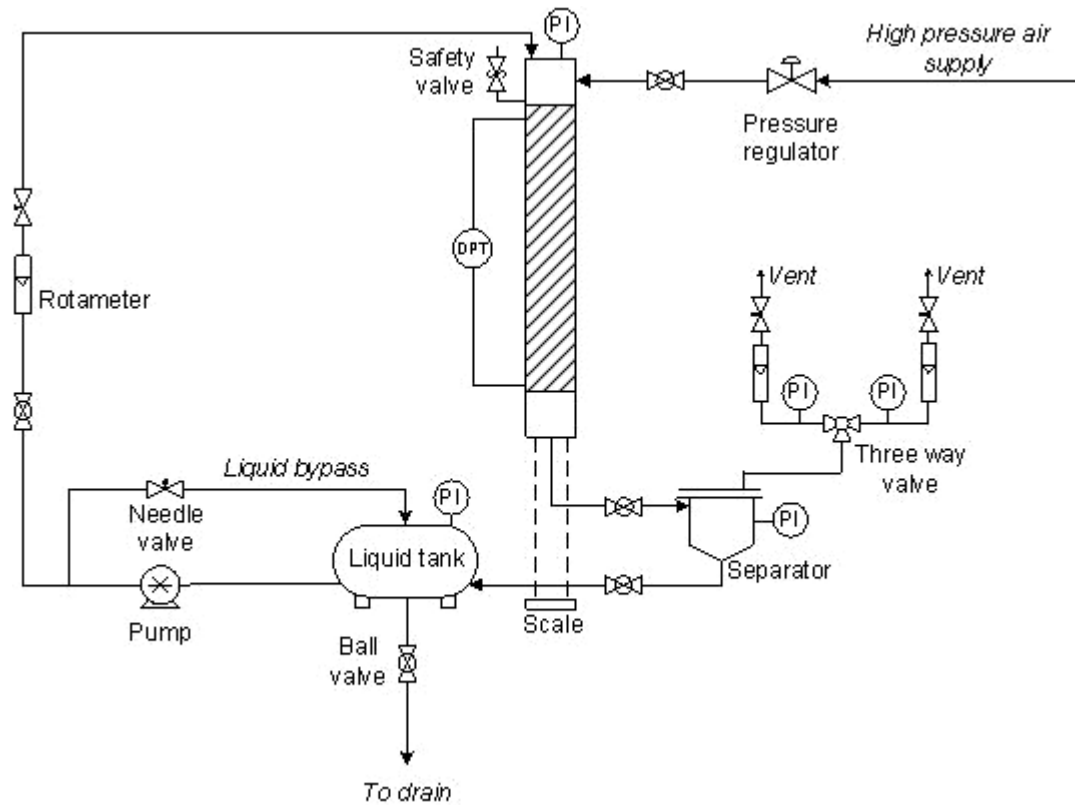 PI
High pressure air
supply
Safety
valve
Pressure
regulator
DPT
Rotameter
Vent
Vent
PI
PI
Three way
valve
Liquid bypass
Needle
valve
PI
Liquid tank
PI
Separator
Pump
Scale
Ball
valve
To drain